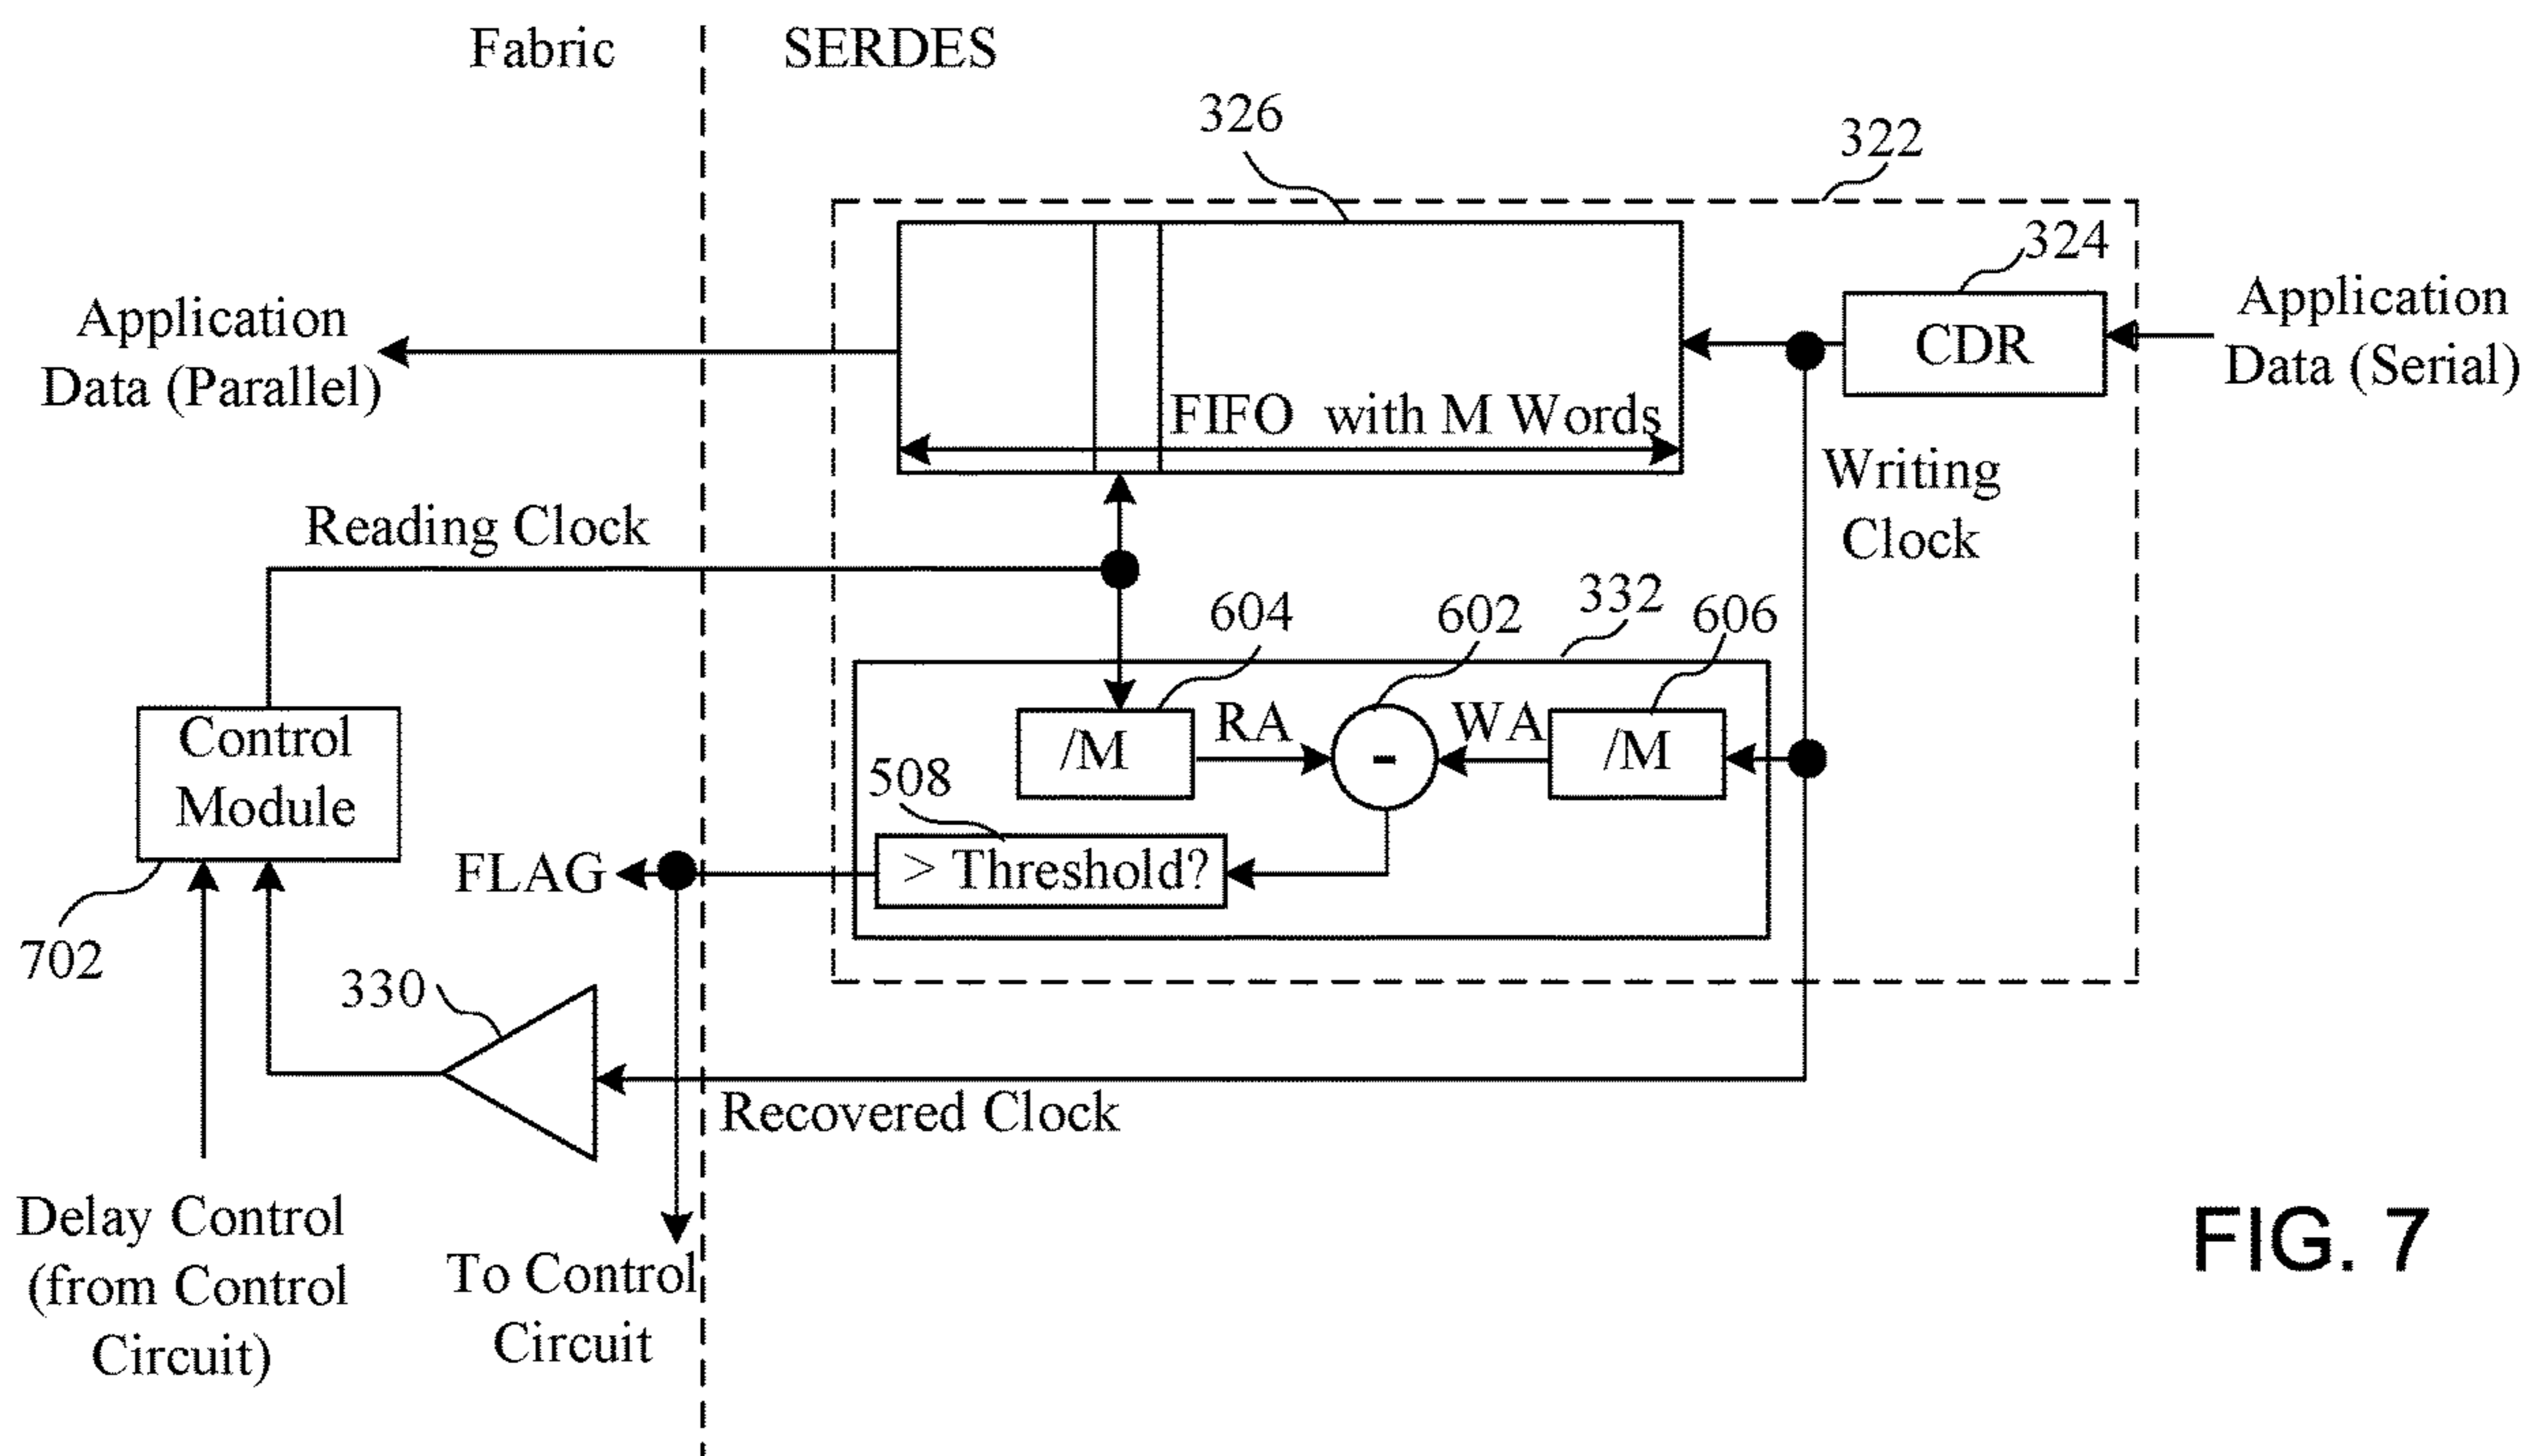 Fabric
SERDES
326
322
324
Application
Data (Parallel)
CDR
Application
Data (Serial)
FIFO with M Words
Writing
Clock
Reading Clock
604
602
332
606
Control
Module
/M
RA
-
WA
/M
508
> Threshold?
FLAG
702
330
Recovered Clock
Delay Control
(from Control
Circuit)
To Control
Circuit
FIG. 7